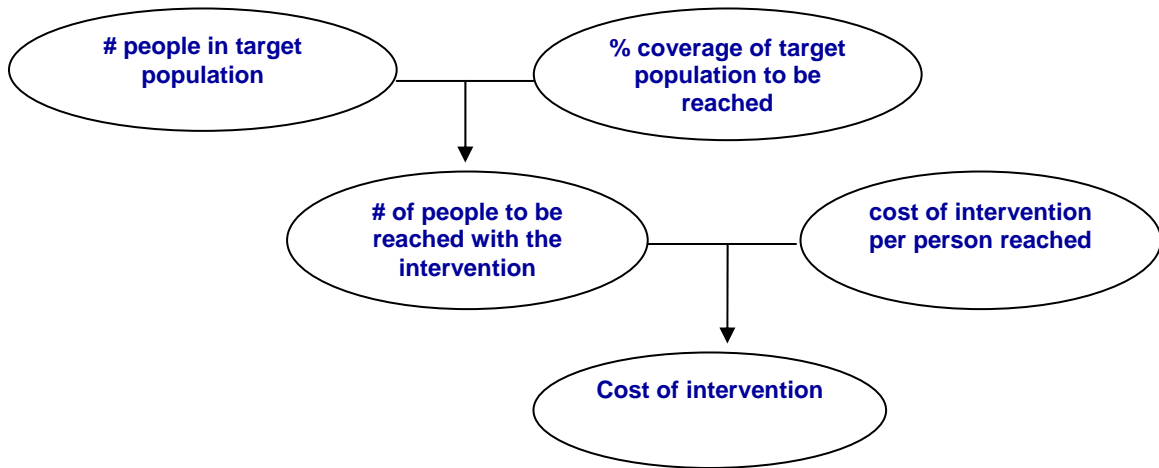 # people in target
population
% coverage of target
population to be
reached
# of people to be
reached with the
intervention
cost of intervention
per person reached
Cost of intervention